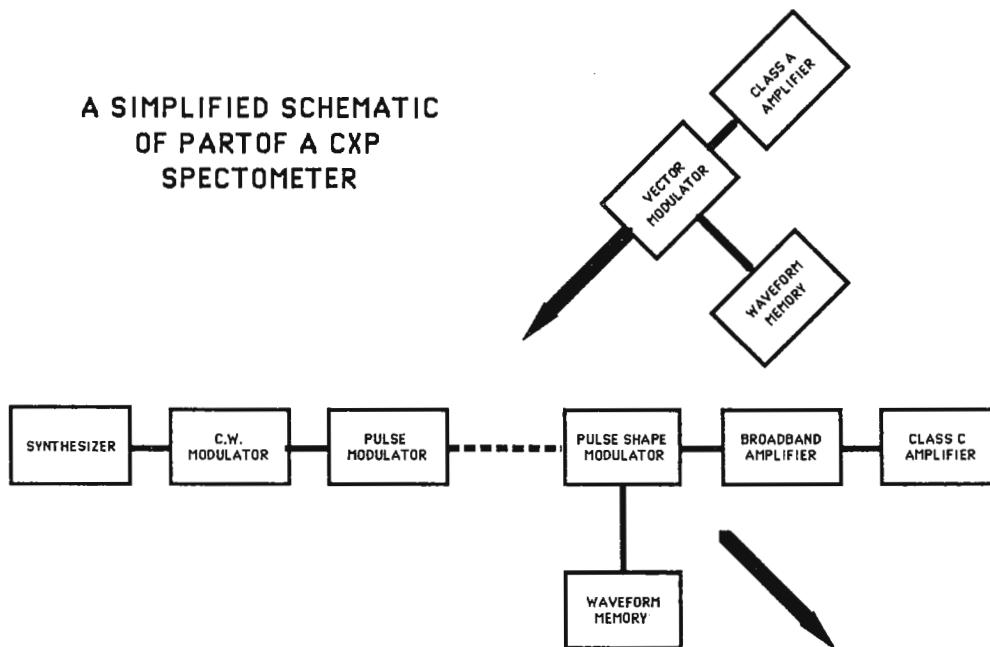 A SIMPLIFIED SCHEMATIC
OF PARTOF A CXP
SPECTOMETER
CLASS A
AMPLIFIER
VECTOR
MODULATOR
WAVEFORM
MEMORY
SYNTHESIZER
C.W.
MODULATOR
PULSE
MODULATOR
PULSE SHAPE
MODULATOR
BROADBAND
AMPLIFIER
CLASS C
AMPLIFIER
WAVEFORM
MEMORY